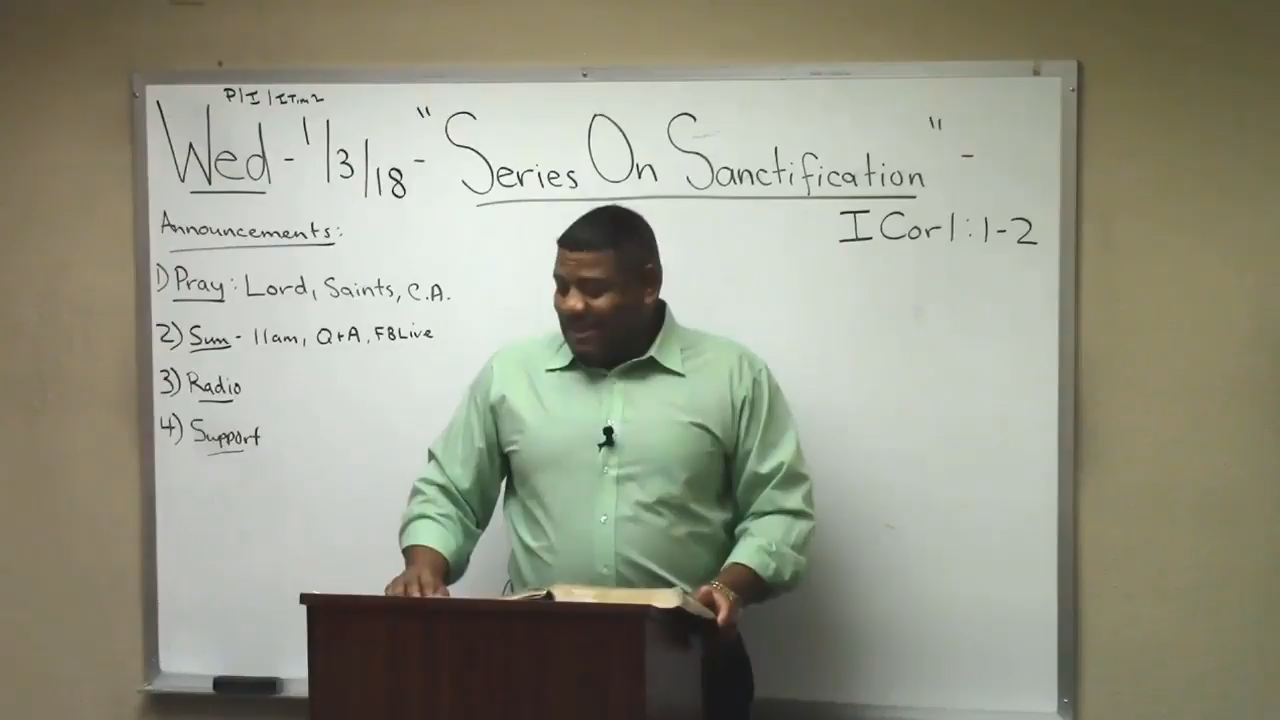 P/I/ITim2
Wed - 1/3/18 - "Series On Sanctification" -
I Cor 1:1-2
Announcements:
1) Pray: Lord, Saints, C.A.
2) Sun - 11am, Q+A, FBLive
3) Radio
4) Support